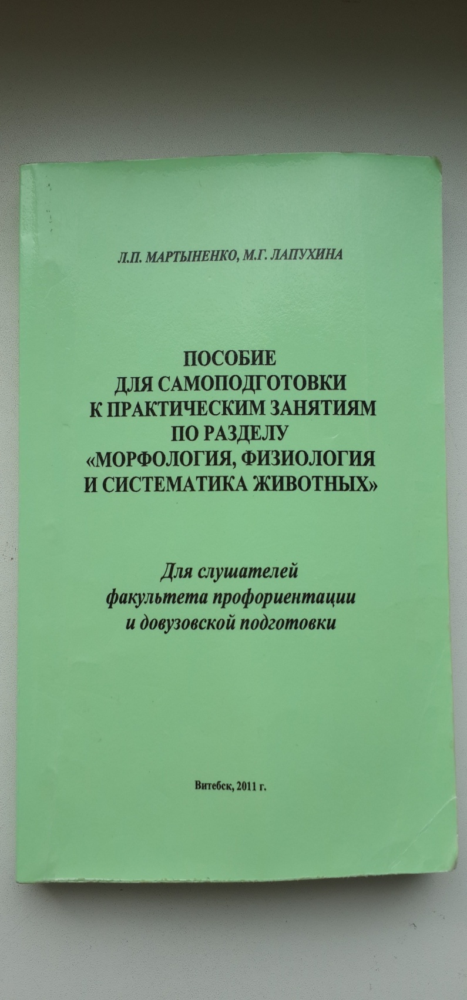 Л.П. МАРТЫНЕНКО, М.Г. ЛАПУХИНА
ПОСОБИЕ
ДЛЯ САМОПОДГОТОВКИ
К ПРАКТИЧЕСКИМ ЗАНЯТИЯМ
ПО РАЗДЕЛУ
«МОРФОЛОГИЯ, ФИЗИОЛОГИЯ
И СИСТЕМАТИКА ЖИВОТНЫХ»
Для слушателей
факультета профориентации
и довузовской подготовки
Витебск, 2011 г.